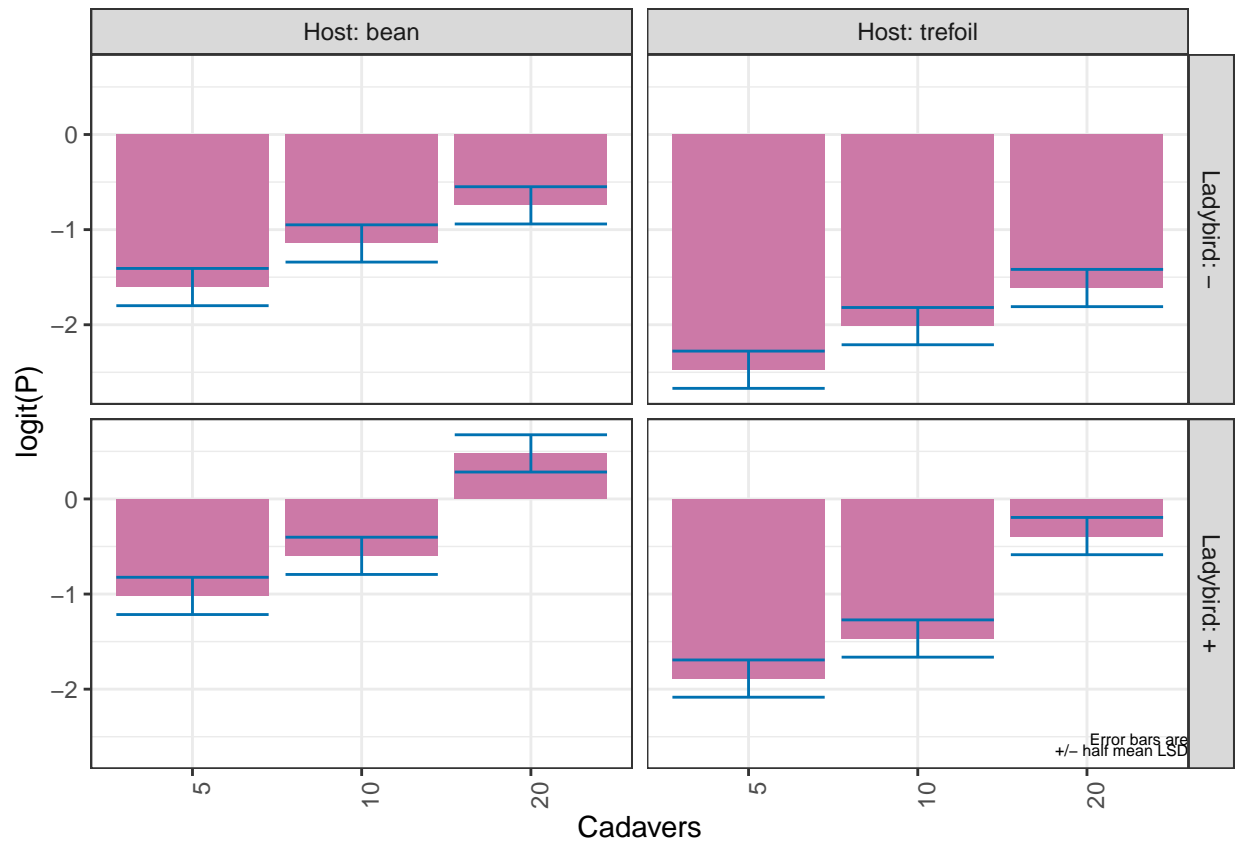 Host: bean
Host: trefoil
0
−1
−2
Ladybird: −
logit(P)
0
−1
−2
Ladybird: +
Error bars are
+/− half mean LSD
5
10
20
5
10
20
Cadavers